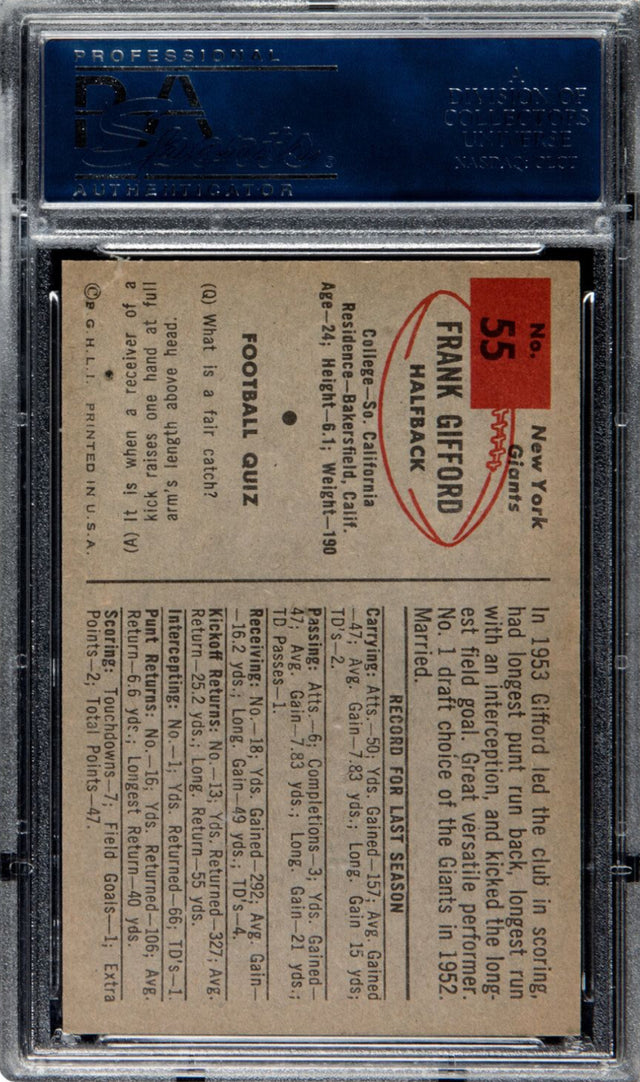 PROFESSIONAL
PSA
AUTHENTICATOR
A
DIVISION OF
COLLECTORS
UNIVERSE
NASDAQ: CLCT
No.
55
New York
Giants
FRANK GIFFORD
HALFBACK
College—So. California
Residence—Bakersfield, Calif.
Age—24; Height—6.1; Weight—190
FOOTBALL QUIZ
(Q) What is a fair catch?
(A) It is when a receiver of a
kick raises one hand at full
arm's length above head.
© G. H. L. I. PRINTED IN U.S.A.
In 1953 Gifford led the club in scoring,
had longest punt run back, longest run
with an interception, and kicked the long-
est field goal. Great versatile performer.
No. 1 draft choice of the Giants in 1952.
Married.
RECORD FOR LAST SEASON
Carrying: Atts.—50; Yds. Gained—157; Avg. Gained
—47; Avg. Gain—7.83 yds.; Long. Gain 15 yds;
TD's—2.
Passing: Atts.—6; Completions—3; Yds. Gained—
47; Avg. Gain—7.83 yds.; Long. Gain—21 yds.;
TD Passes—1.
Receiving: No.—18; Yds. Gained—292; Avg. Gain—
—16.2 yds.; Long. Gain—49 yds.; TD's—4.
Kickoff Returns: No.—13; Yds. Returned—327; Avg.
Return—25.2 yds.; Long. Return—55 yds.
Intercepting: No.—1; Yds. Returned—66; TD's—1
Punt Returns: No.—16; Yds. Returned—106; Avg.
Return—6.6 yds.; Longest Return—40 yds.
Scoring: Touchdowns—7; Field Goals—1; Extra
Points—2; Total Points—47.